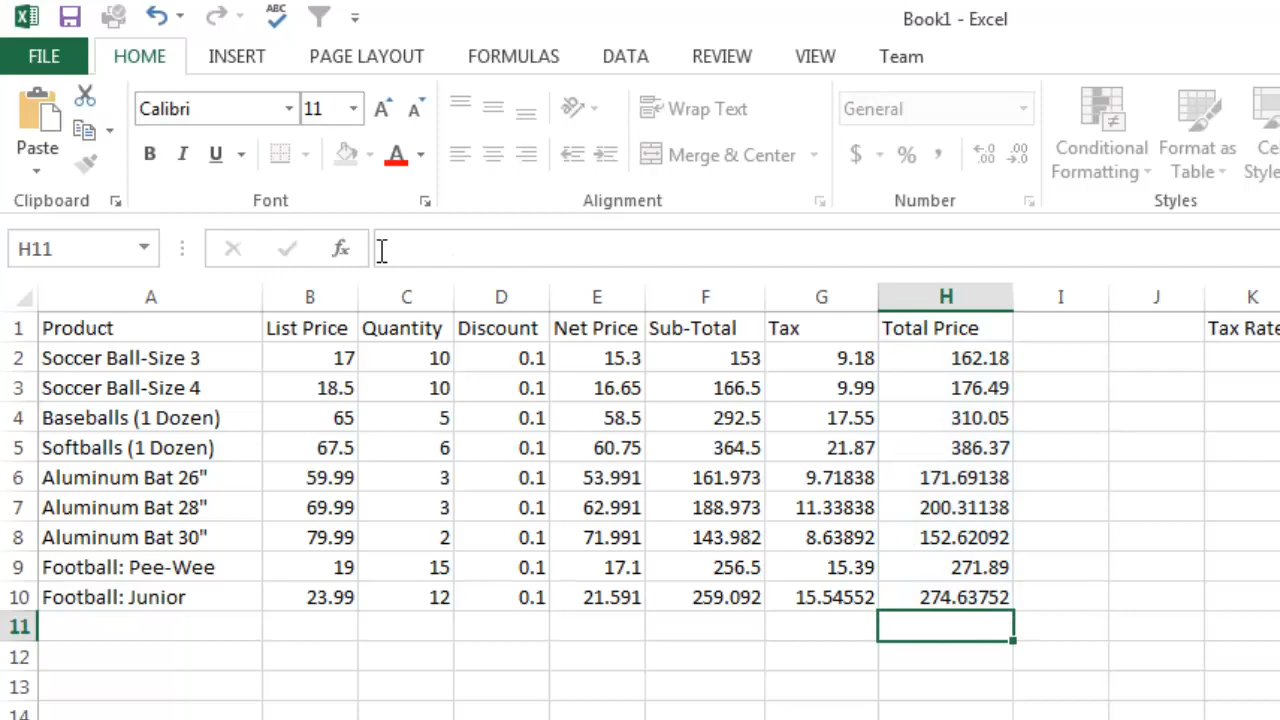 ABC
Book1 - Excel
FILE HOME INSERT PAGE LAYOUT FORMULAS DATA REVIEW VIEW Team
Calibri 11 A A Wrap Text General
Paste B I U A Merge & Center $ % , .0 .00 .00 .0 Conditional Formatting Format as Table
Clipboard Font Alignment Number Styles
H11 fx
A B C D E F G H I J K
1 Product List Price Quantity Discount Net Price Sub-Total Tax Total Price Tax Rate
2 Soccer Ball-Size 3 17 10 0.1 15.3 153 9.18 162.18
3 Soccer Ball-Size 4 18.5 10 0.1 16.65 166.5 9.99 176.49
4 Baseballs (1 Dozen) 65 5 0.1 58.5 292.5 17.55 310.05
5 Softballs (1 Dozen) 67.5 6 0.1 60.75 364.5 21.87 386.37
6 Aluminum Bat 26" 59.99 3 0.1 53.991 161.973 9.71838 171.69138
7 Aluminum Bat 28" 69.99 3 0.1 62.991 188.973 11.33838 200.31138
8 Aluminum Bat 30" 79.99 2 0.1 71.991 143.982 8.63892 152.62092
9 Football: Pee-Wee 19 15 0.1 17.1 256.5 15.39 271.89
10 Football: Junior 23.99 12 0.1 21.591 259.092 15.54552 274.63752
11
12
13
14